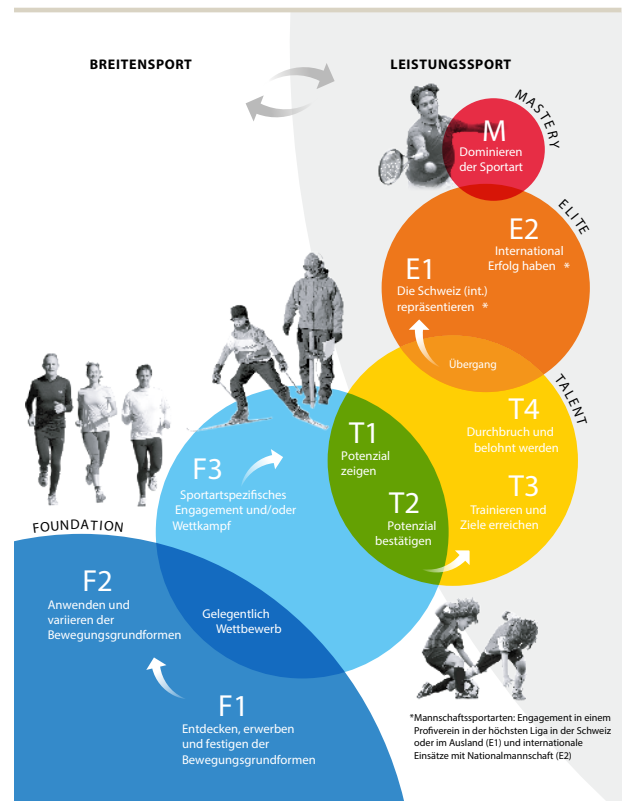 BREITENSPORT
LEISTUNGSSPORT
MASTERY
M
Dominieren
der Sportart
ELITE
E2
International
Erfolg haben *
E1
Die Schweiz (int.)
repräsentieren *
Übergang
TALENT
T4
Durchbruch und
belohnt werden
T1
Potenzial
zeigen
T3
Trainieren und
Ziele erreichen
T2
Potenzial
bestätigen
F3
Sportartspezifisches
Engagement und/oder
Wettkampf
FOUNDATION
F2
Anwenden und
variieren der
Bewegungsgrundformen
Gelegentlich
Wettbewerb
F1
Entdecken, erwerben
und festigen der
Bewegungsgrundformen
*Mannschaftssportarten: Engagement in einem
Profiverein in der höchsten Liga in der Schweiz
oder im Ausland (E1) und internationale
Einsätze mit Nationalmannschaft (E2)